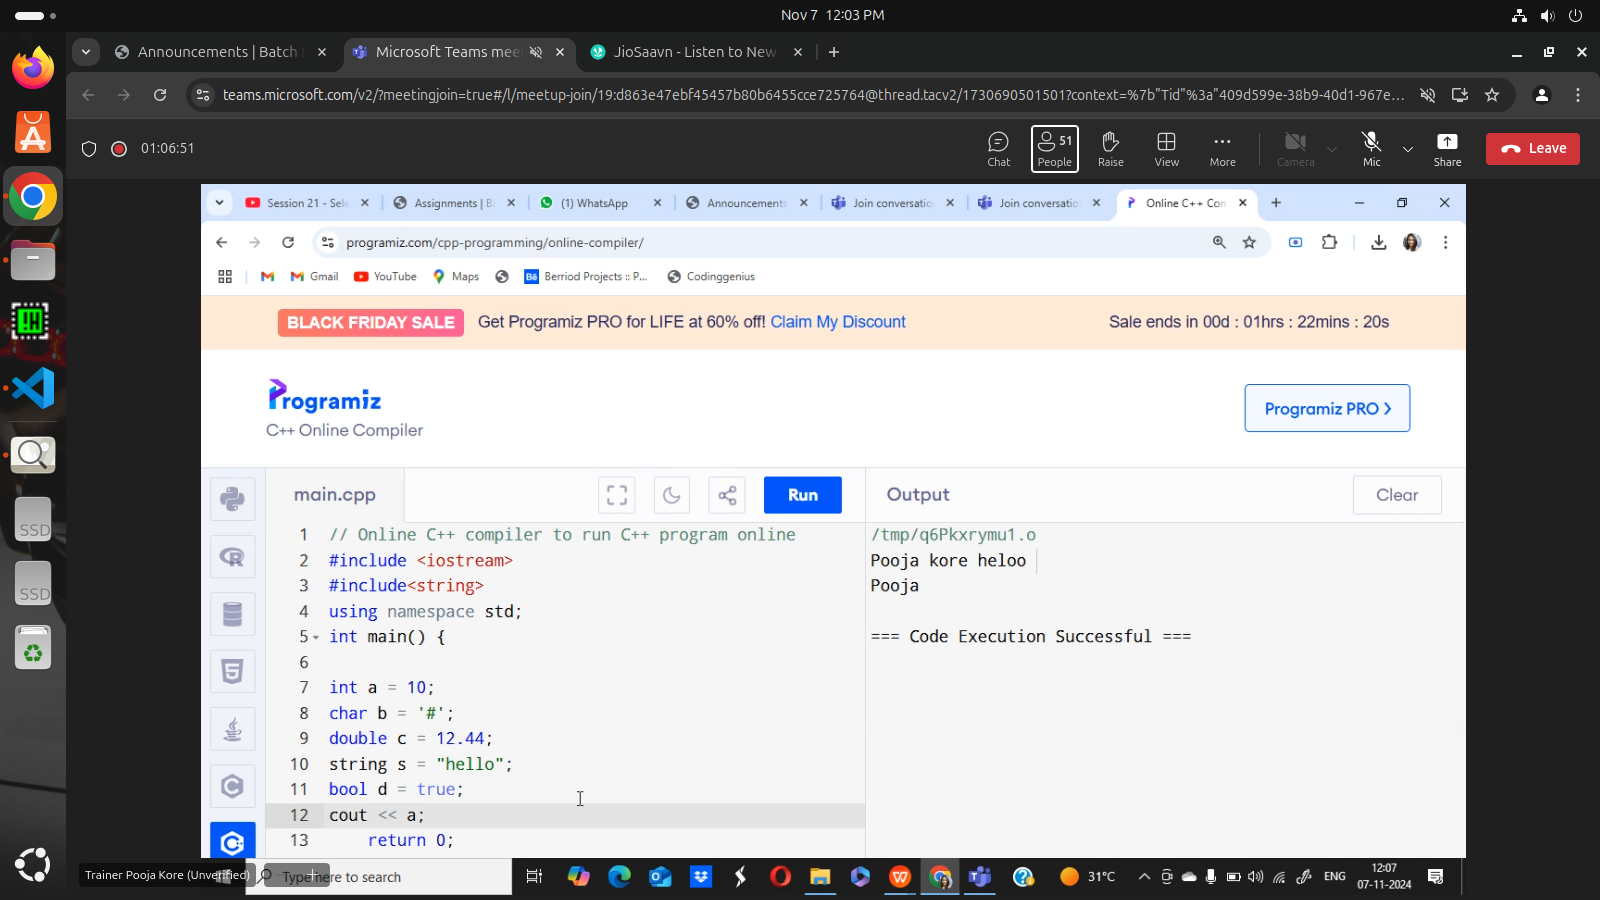 Nov 7 12:03 PM
Announcements | Batch
Microsoft Teams mee
JioSaavn - Listen to New
teams.microsoft.com/v2/?meetingjoin=true#/l/meetup-join/19:d863e47ebf45457b80b6455cce725764@thread.tacv2/1730690501501?context=%7b"Tid"%3a"409d599e-38b9-40d1-967e...
01:06:51
Chat
51
People
Raise
View
More
Camera
Mic
Share
Leave
Session 21 - Sele
Assignments | Ba
(1) WhatsApp
Announcements
Join conversatio
Join conversatio
Online C++ Com
programiz.com/cpp-programming/online-compiler/
Gmail
YouTube
Maps
Bē Berriod Projects :: P...
Codinggenius
BLACK FRIDAY SALE Get Programiz PRO for LIFE at 60% off! Claim My Discount
Sale ends in 00d : 01hrs : 22mins : 20s
Programiz
C++ Online Compiler
Programiz PRO >
main.cpp
Run
Output
Clear
1 // Online C++ compiler to run C++ program online
2 #include <iostream>
3 #include<string>
4 using namespace std;
5 int main() {
6
7 int a = 10;
8 char b = '#';
9 double c = 12.44;
10 string s = "hello";
11 bool d = true;
12 cout << a;
13 return 0;
/tmp/q6Pkxrymu1.o
Pooja kore heloo
Pooja
=== Code Execution Successful ===
SSD
SSD
Trainer Pooja Kore (Unverified)
Type here to search
31°C
ENG
12:07
07-11-2024